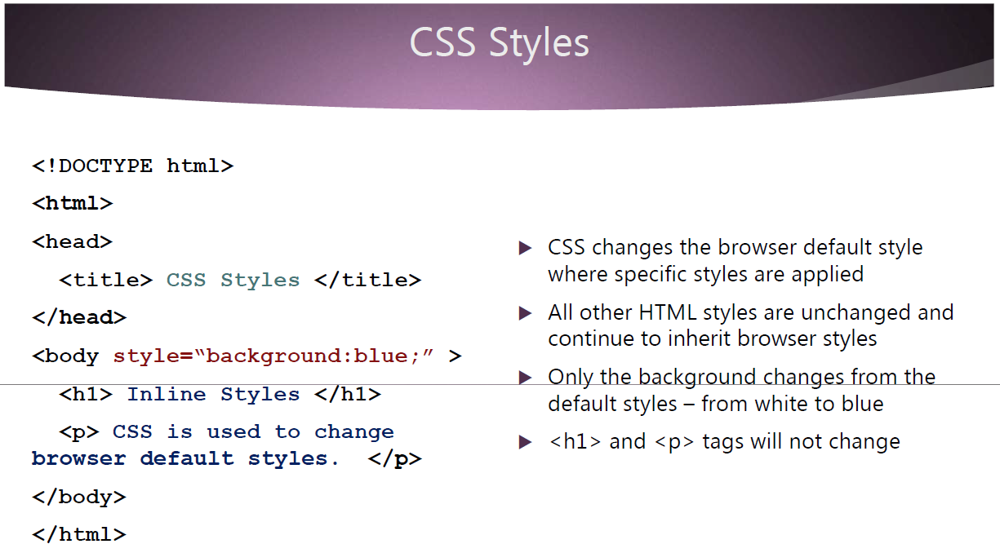 CSS Styles
<!DOCTYPE html>
<html>
<head>
<title> CSS Styles </title>
</head>
<body style=“background:blue;” >
<h1> Inline Styles </h1>
<p> CSS is used to change
browser default styles.  </p>
</body>
</html>
CSS changes the browser default style
where specific styles are applied
All other HTML styles are unchanged and
continue to inherit browser styles
Only the background changes from the
default styles – from white to blue
<h1> and <p> tags will not change